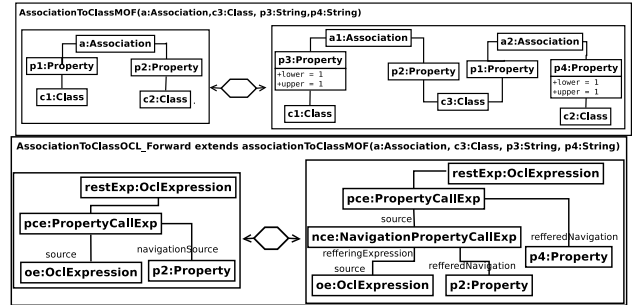 AssociationToClassMOF(a:Association,c3:Class, p3:String,p4:String)
a:Association
p1:Property
p2:Property
c1:Class
c2:Class
a1:Association
a2:Association
p3:Property
+lower = 1
+upper = 1
p2:Property
p1:Property
p4:Property
+lower = 1
+upper = 1
c1:Class
c3:Class
c2:Class
AssociationToClassOCL_Forward extends associationToClassMOF(a:Association, c3:Class, p3:String, p4:String)
restExp:OclExpression
pce:PropertyCallExp
source
navigationSource
oe:OclExpression
p2:Property
restExp:OclExpression
pce:PropertyCallExp
source
nce:NavigationPropertyCallExp
refferedNavigation
p4:Property
refferingExpression
source
refferedNavigation
oe:OclExpression
p2:Property